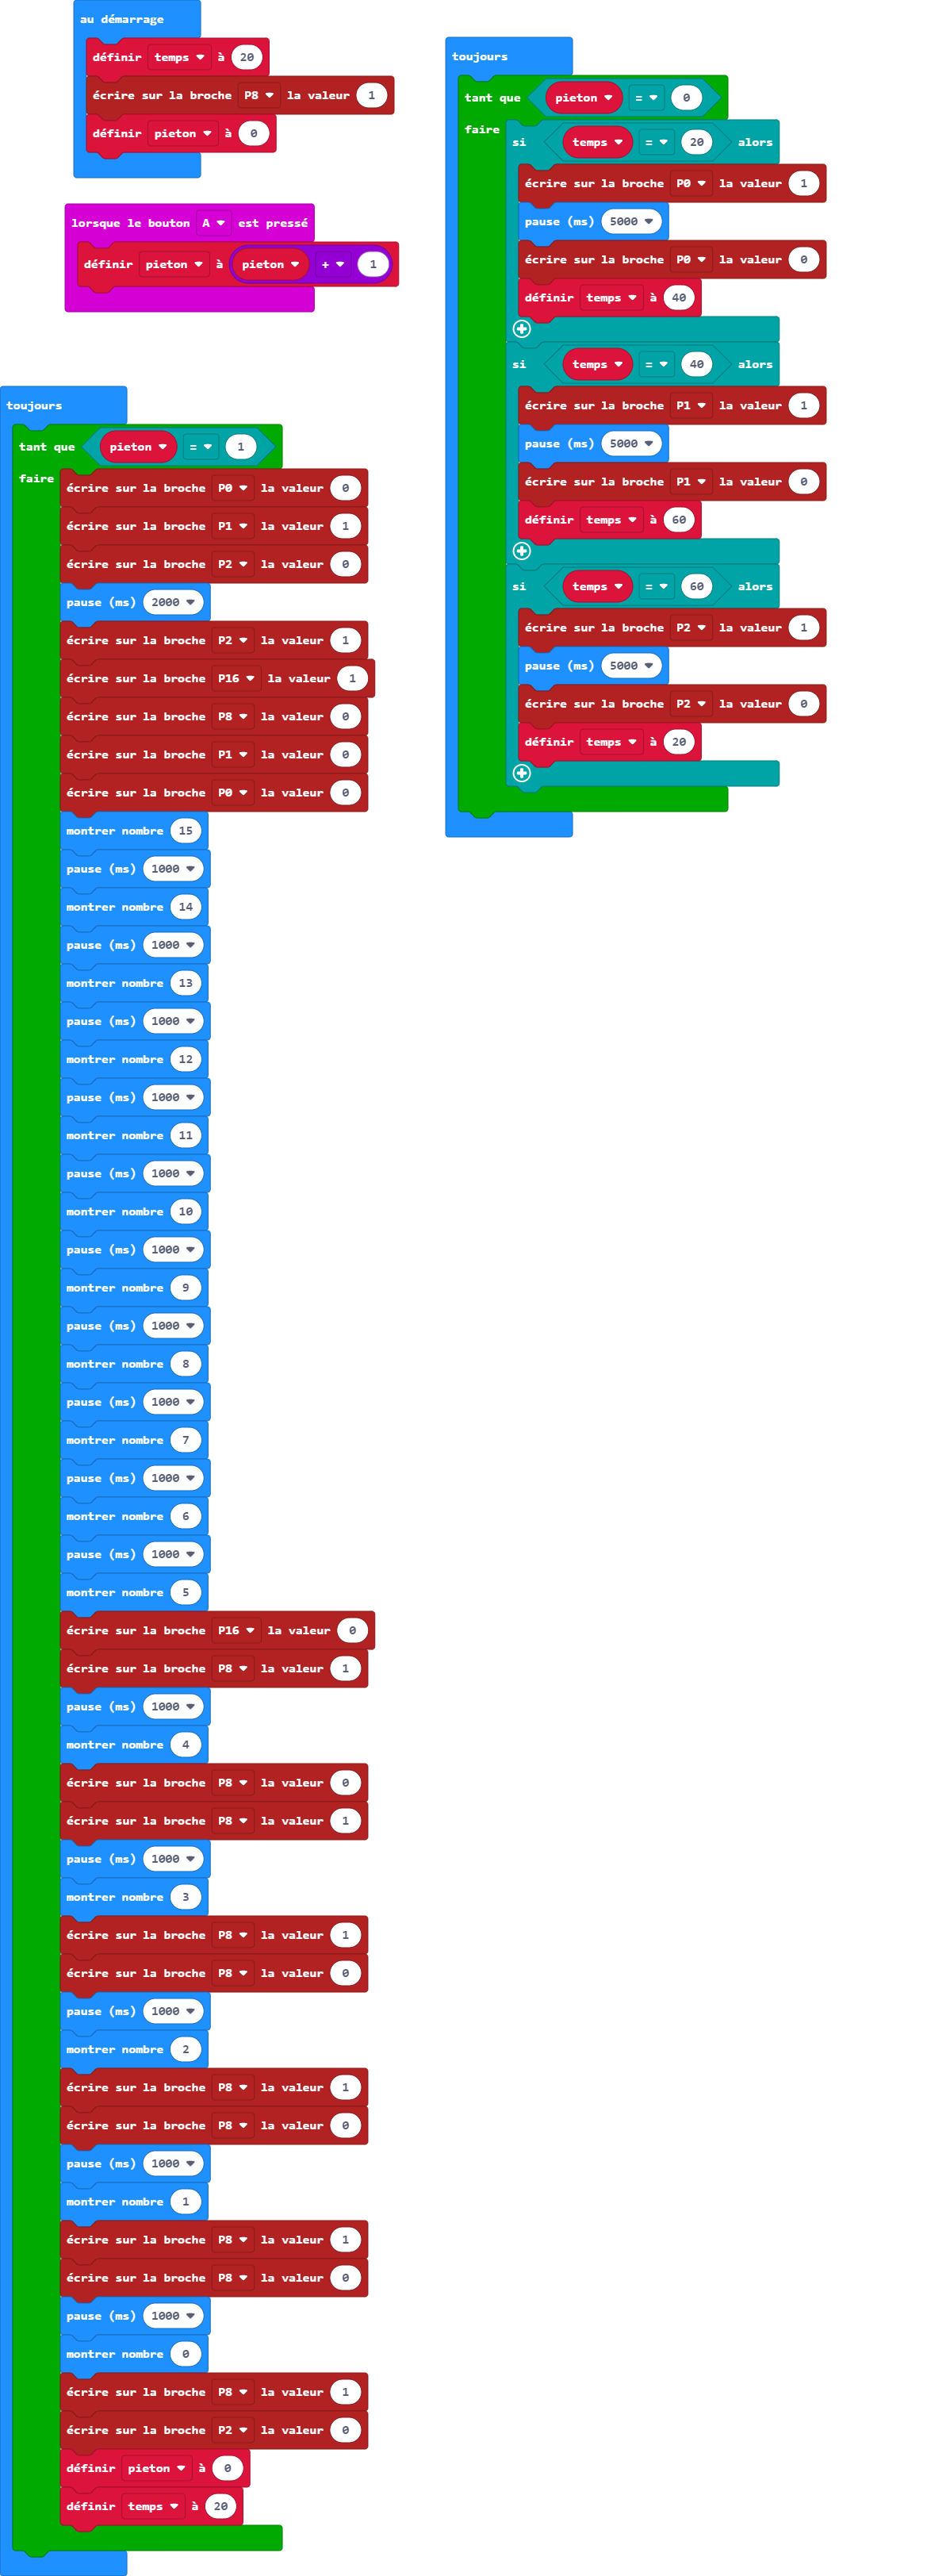 au démarrage
définir temps à 20
écrire sur la broche P8 la valeur 1
définir pieton à 0
lorsque le bouton A est pressé
définir pieton à pieton + 1
toujours
tant que pieton = 1
faire écrire sur la broche P0 la valeur 0
écrire sur la broche P1 la valeur 1
écrire sur la broche P2 la valeur 0
pause (ms) 2000
écrire sur la broche P2 la valeur 1
écrire sur la broche P16 la valeur 1
écrire sur la broche P8 la valeur 0
écrire sur la broche P1 la valeur 0
écrire sur la broche P0 la valeur 0
montrer nombre 15
pause (ms) 1000
montrer nombre 14
pause (ms) 1000
montrer nombre 13
pause (ms) 1000
montrer nombre 12
pause (ms) 1000
montrer nombre 11
pause (ms) 1000
montrer nombre 10
pause (ms) 1000
montrer nombre 9
pause (ms) 1000
montrer nombre 8
pause (ms) 1000
montrer nombre 7
pause (ms) 1000
montrer nombre 6
pause (ms) 1000
montrer nombre 5
écrire sur la broche P16 la valeur 0
écrire sur la broche P8 la valeur 1
pause (ms) 1000
montrer nombre 4
écrire sur la broche P8 la valeur 0
écrire sur la broche P8 la valeur 1
pause (ms) 1000
montrer nombre 3
écrire sur la broche P8 la valeur 1
écrire sur la broche P8 la valeur 0
pause (ms) 1000
montrer nombre 2
écrire sur la broche P8 la valeur 1
écrire sur la broche P8 la valeur 0
pause (ms) 1000
montrer nombre 1
écrire sur la broche P8 la valeur 1
écrire sur la broche P8 la valeur 0
pause (ms) 1000
montrer nombre 0
écrire sur la broche P8 la valeur 1
écrire sur la broche P2 la valeur 0
définir pieton à 0
définir temps à 20
toujours
tant que pieton = 0
faire si temps = 20 alors
écrire sur la broche P0 la valeur 1
pause (ms) 5000
écrire sur la broche P0 la valeur 0
définir temps à 40
si temps = 40 alors
écrire sur la broche P1 la valeur 1
pause (ms) 5000
écrire sur la broche P1 la valeur 0
définir temps à 60
si temps = 60 alors
écrire sur la broche P2 la valeur 1
pause (ms) 5000
écrire sur la broche P2 la valeur 0
définir temps à 20